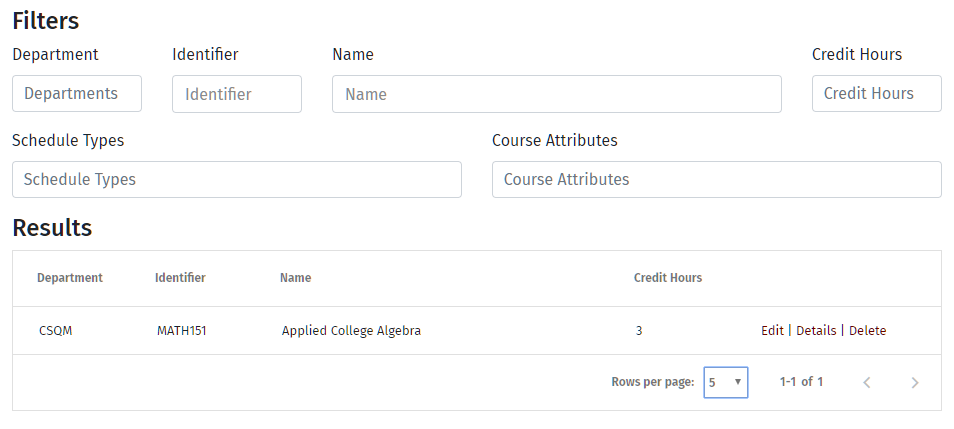 Filters
Department Identifier Name Credit Hours
Departments Identifier Name Credit Hours
Schedule Types Course Attributes
Schedule Types Course Attributes
Results
Department Identifier Name Credit Hours
CSQM MATH151 Applied College Algebra 3 Edit | Details | Delete
Rows per page: 5 1-1 of 1